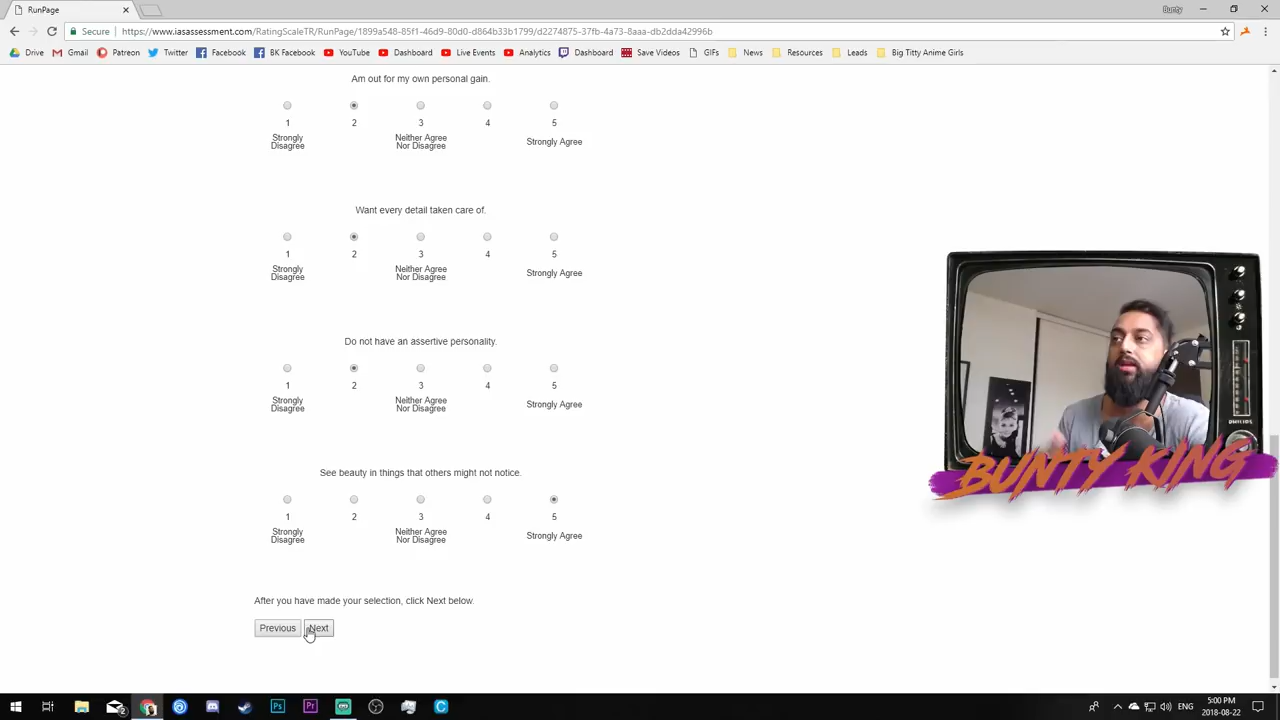 RunPage
Bunty
Secure
https://www.iasassessment.com/RatingScaleTR/RunPage/1899a548-85f1-46d9-80d0-d864b33b1799/d2274875-37fb-4a73-8aaa-db2dda42996b
Drive Gmail Patreon Twitter Facebook BK Facebook YouTube Dashboard Live Events Analytics Dashboard Save Videos GIFs News Resources Leads Big Titty Anime Girls
Am out for my own personal gain.
1 2 3 4 5
Strongly Disagree Neither Agree Nor Disagree Strongly Agree
Want every detail taken care of.
1 2 3 4 5
Strongly Disagree Neither Agree Nor Disagree Strongly Agree
Do not have an assertive personality.
1 2 3 4 5
Strongly Disagree Neither Agree Nor Disagree Strongly Agree
PHILIPS
BUNTY KING
See beauty in things that others might not notice.
1 2 3 4 5
Strongly Disagree Neither Agree Nor Disagree Strongly Agree
After you have made your selection, click Next below.
Previous Next
ENG
5:00 PM
2018-08-22